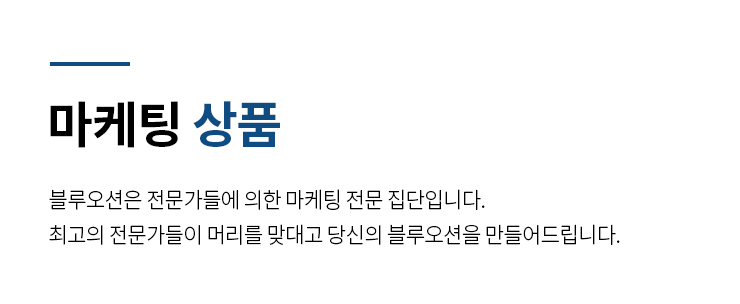 마케팅 상품
블루오션은 전문가들에 의한 마케팅 전문 집단입니다.
최고의 전문가들이 머리를 맞대고 당신의 블루오션을 만들어드립니다.